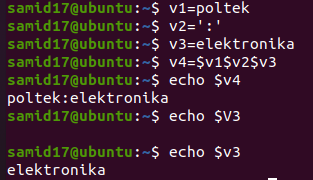 samid17@ubuntu:~$ v1=poltek
samid17@ubuntu:~$ v2=':'
samid17@ubuntu:~$ v3=elektronika
samid17@ubuntu:~$ v4=$v1$v2$v3
samid17@ubuntu:~$ echo $v4
poltek:elektronika
samid17@ubuntu:~$ echo $V3
samid17@ubuntu:~$ echo $v3
elektronika